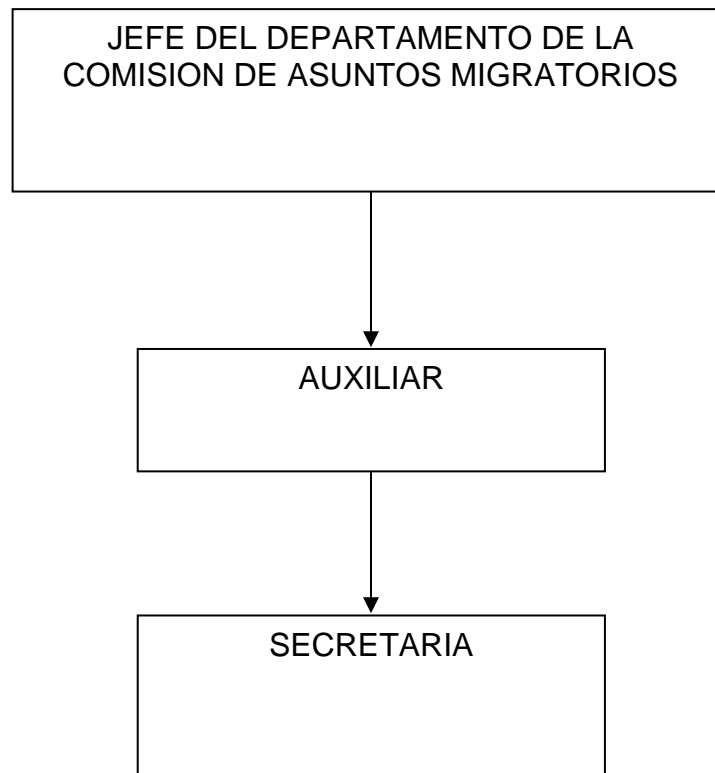 JEFE DEL DEPARTAMENTO DE LA
COMISION DE ASUNTOS MIGRATORIOS
AUXILIAR
SECRETARIA